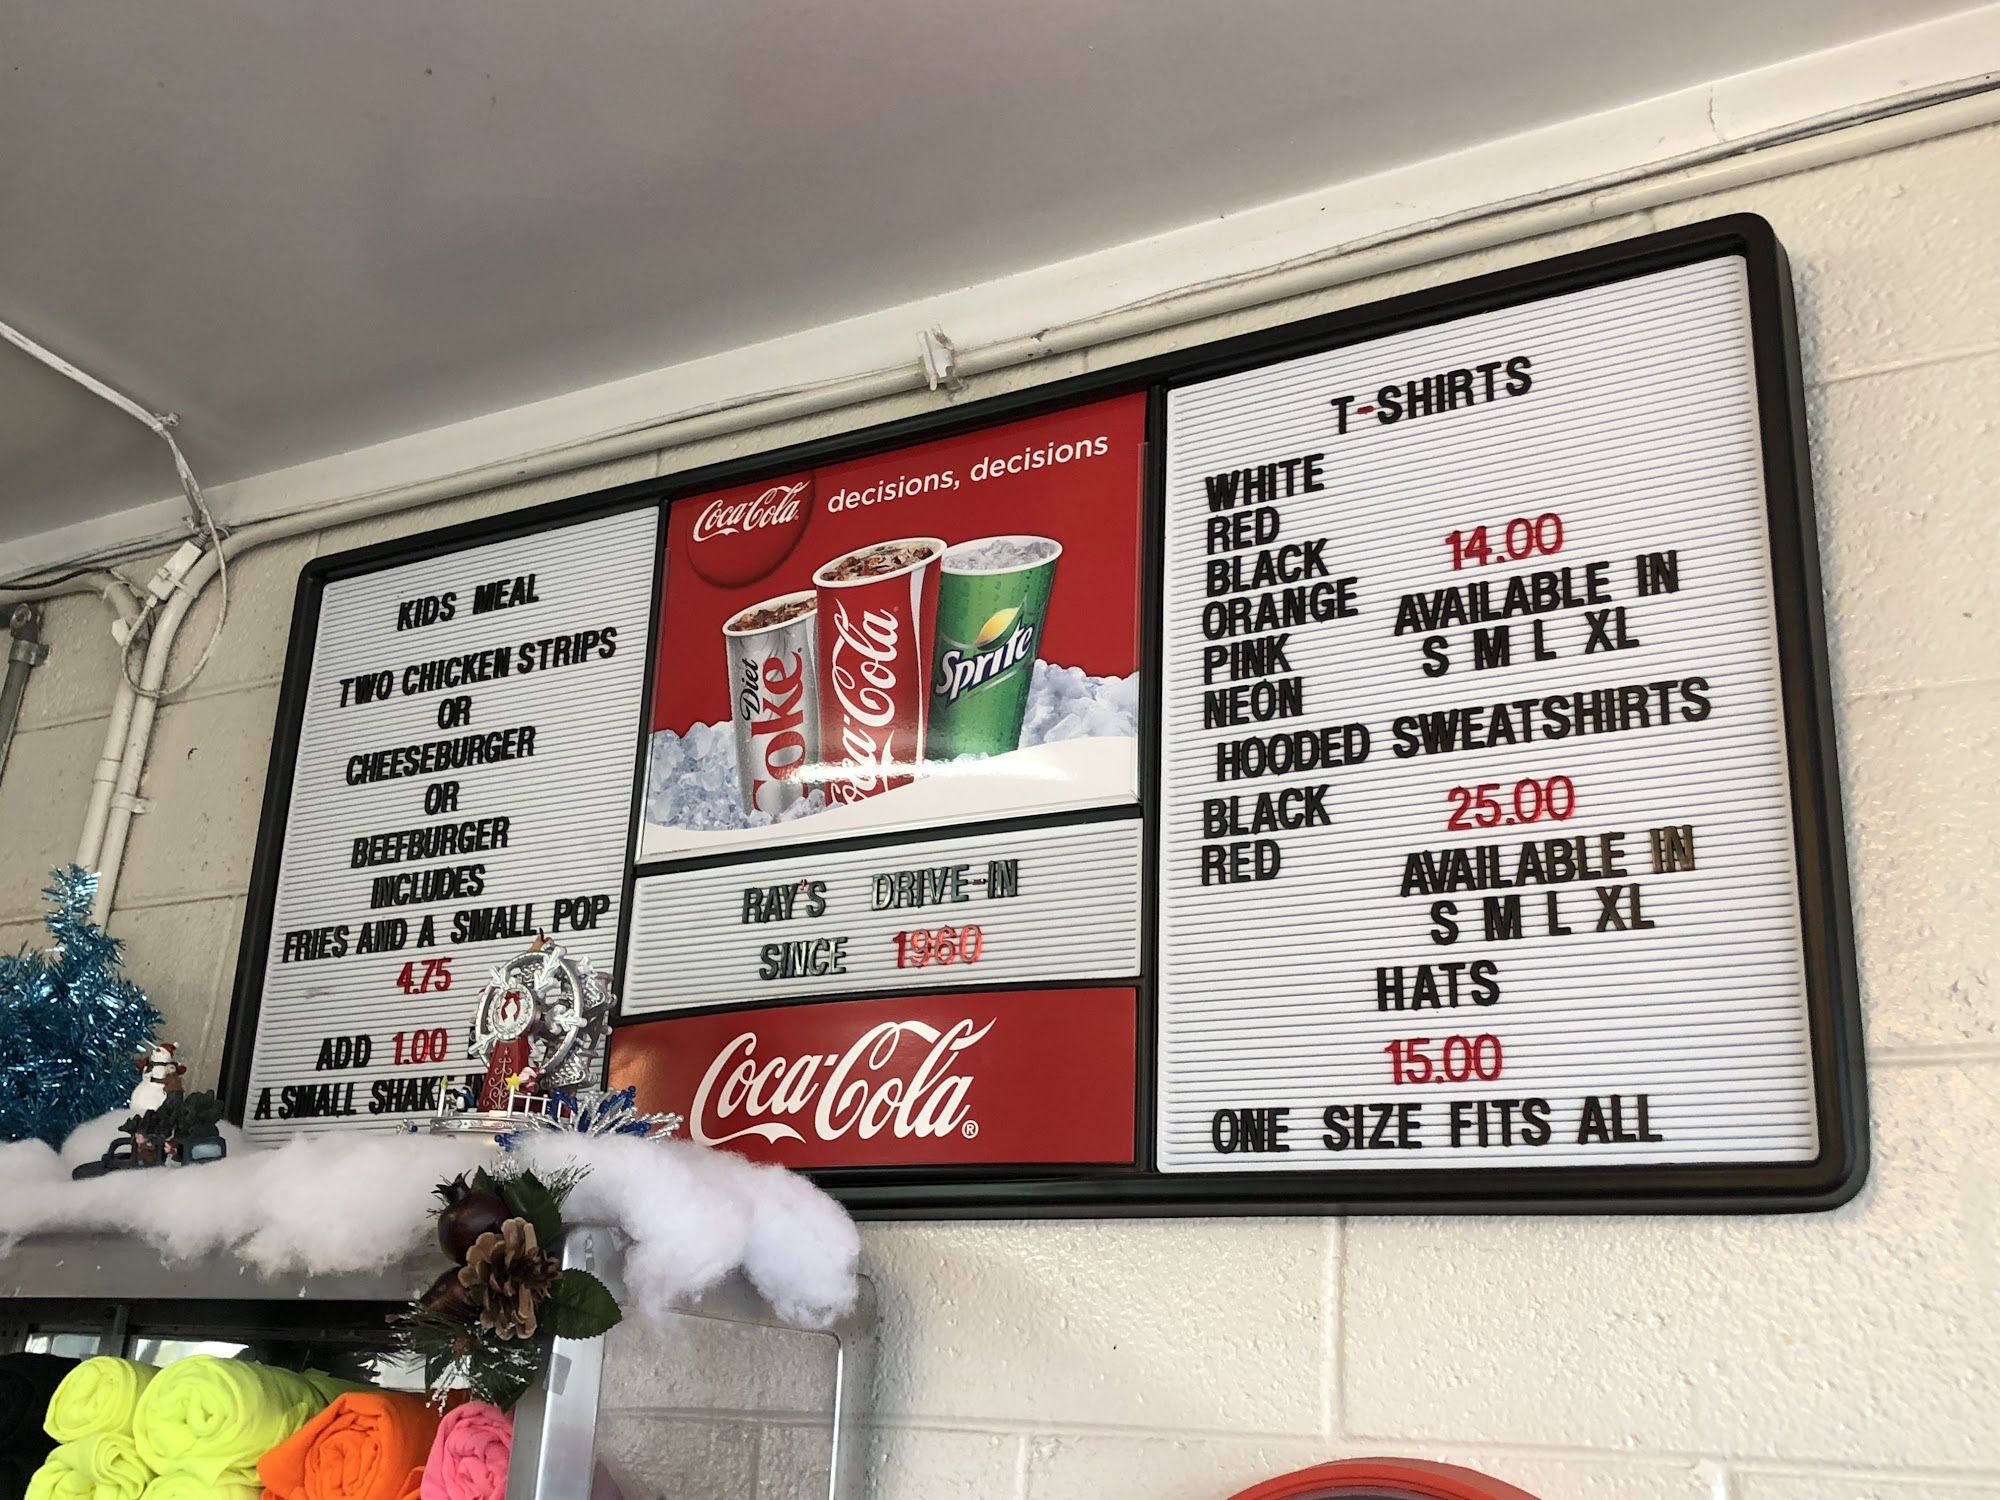 KIDS MEAL
TWO CHICKEN STRIPS
OR
CHEESEBURGER
OR
BEEFBURGER
INCLUDES
FRIES AND A SMALL POP
4.75
ADD 1.00
A SMALL SHAKE
Coca-Cola
decisions, decisions
Diet Coke
Coca-Cola
Sprite
RAY'S DRIVE-IN
SINCE 1960
Coca-Cola®
T-SHIRTS
WHITE
RED
BLACK 14.00
ORANGE AVAILABLE IN
PINK S M L XL
NEON
HOODED SWEATSHIRTS
BLACK 25.00
RED AVAILABLE IN
S M L XL
HATS
15.00
ONE SIZE FITS ALL